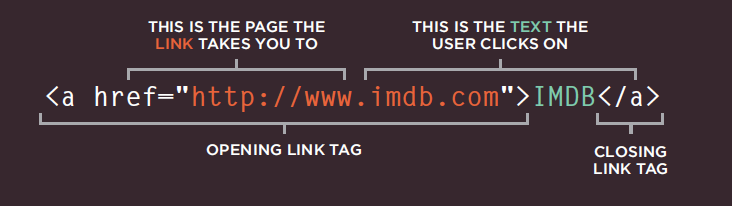 THIS IS THE PAGE THE
LINK TAKES YOU TO
THIS IS THE TEXT THE
USER CLICKS ON
<a href="http://www.imdb.com">IMDB</a>
OPENING LINK TAG
CLOSING
LINK TAG